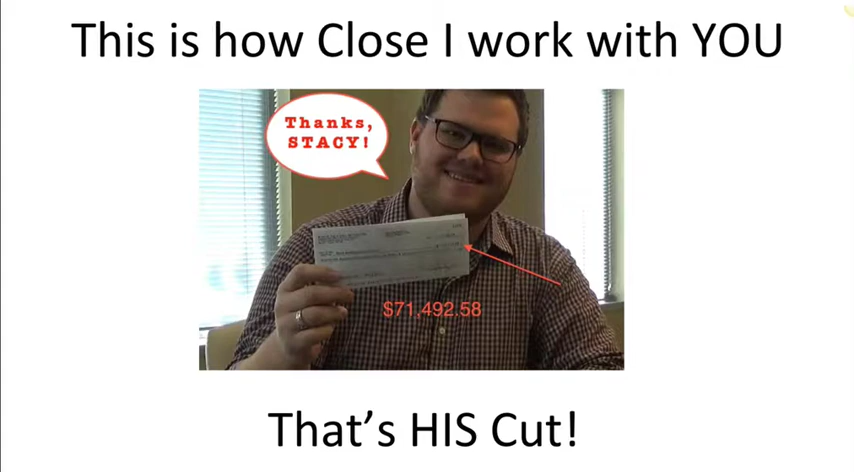 This is how Close I work with YOU
Thanks,
STACY!
$71,492.58
That's HIS Cut!